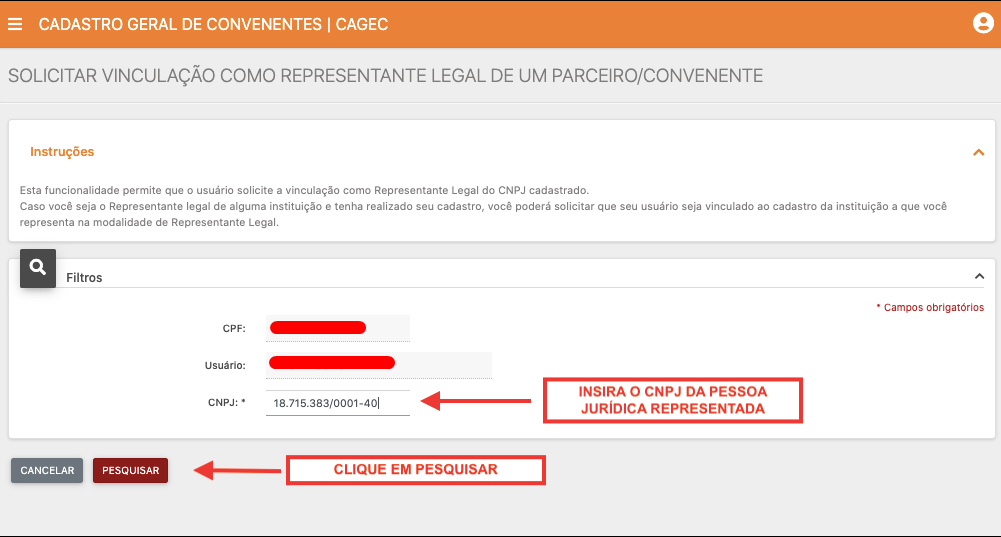 CADASTRO GERAL DE CONVENENTES | CAGEC
SOLICITAR VINCULAÇÃO COMO REPRESENTANTE LEGAL DE UM PARCEIRO/CONVENENTE
Instruções
Esta funcionalidade permite que o usuário solicite a vinculação como Representante Legal do CNPJ cadastrado.
Caso você seja o Representante legal de alguma instituição e tenha realizado seu cadastro, você poderá solicitar que seu usuário seja vinculado ao cadastro da instituição a que você
representa na modalidade de Representante Legal.
Filtros
* Campos obrigatórios
CPF:
Usuário:
CNPJ: * 18.715.383/0001-40
INSIRA O CNPJ DA PESSOA
JURÍDICA REPRESENTADA
CANCELAR PESQUISAR CLIQUE EM PESQUISAR